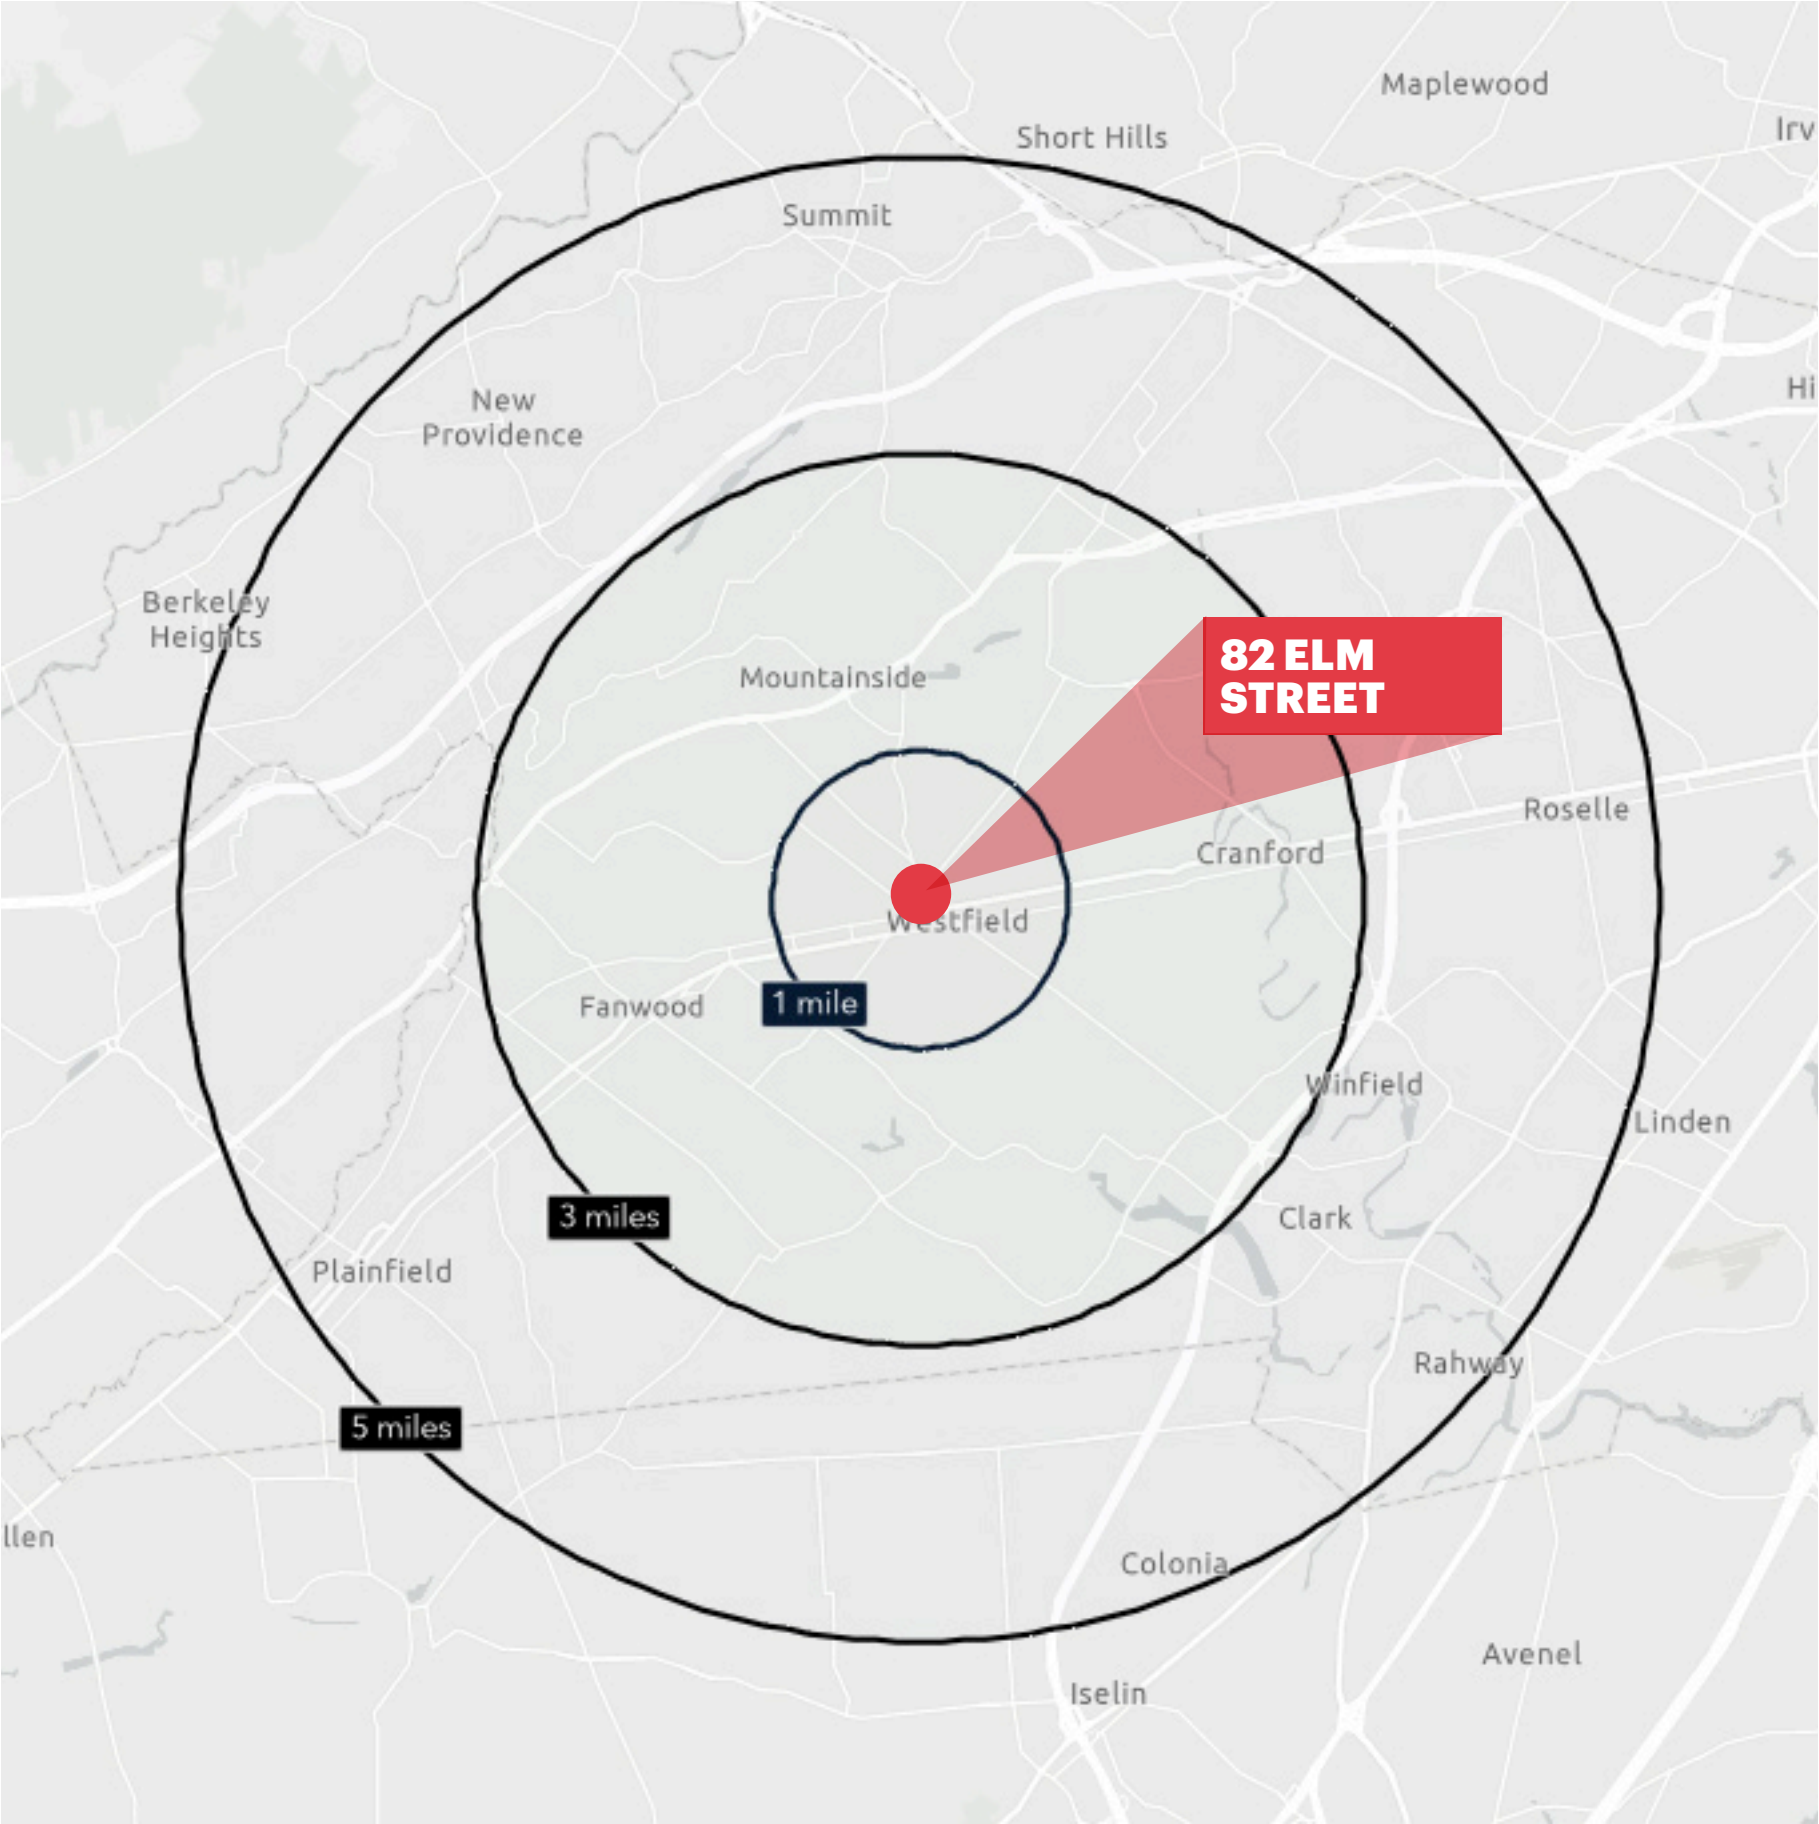 Maplewood
Irv
Short Hills
Summit
Hi
New
Providence
Berkeley
Heights
82 ELM
STREET
Mountainside
Roselle
Cranford
Westfield
1 mile
Fanwood
Winfield
Linden
3 miles
Clark
Plainfield
Rahway
5 miles
llen
Colonia
Avenel
Iselin